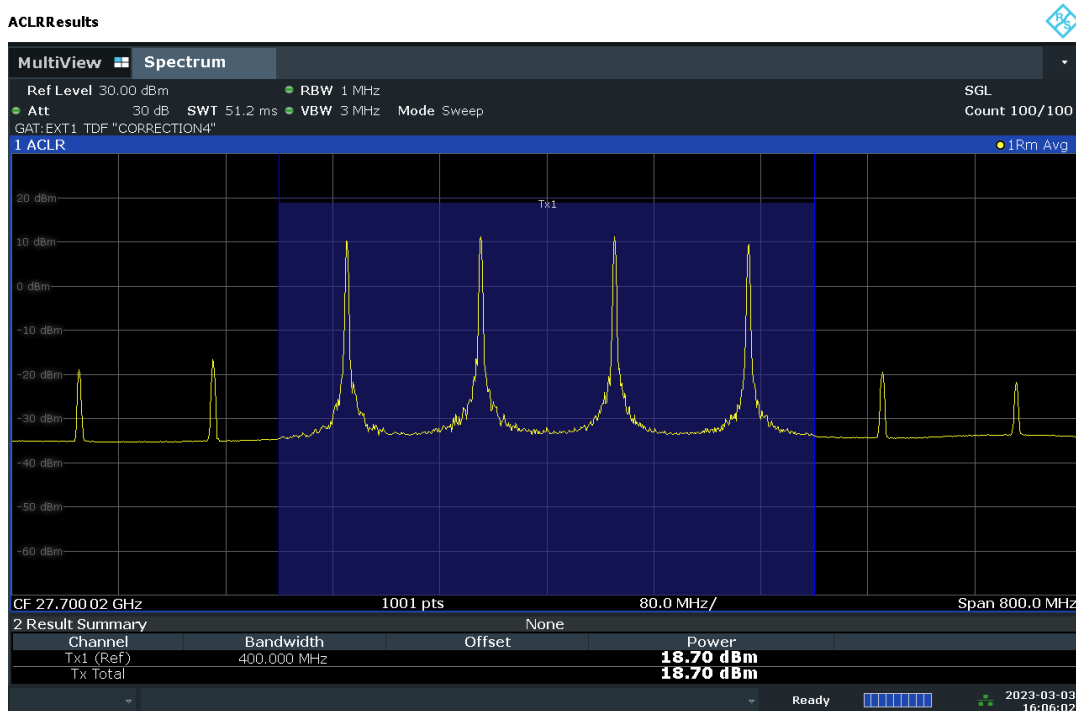 ACLRResults
R&S
MultiView Spectrum
Ref Level 30.00 dBm RBW 1 MHz SGL
Att 30 dB SWT 51.2 ms VBW 3 MHz Mode Sweep Count 100/100
GAT:EXT1 TDF "CORRECTION4"
1 ACLR 1Rm Avg
20 dBm
Tx1
10 dBm
0 dBm
-10 dBm
-20 dBm
-30 dBm
-40 dBm
-50 dBm
-60 dBm
CF 27.700 02 GHz 1001 pts 80.0 MHz/ Span 800.0 MHz
2 Result Summary None
Channel Bandwidth Offset Power
Tx1 (Ref) 400.000 MHz 18.70 dBm
Tx Total 18.70 dBm
Ready 2023-03-03
16:06:02